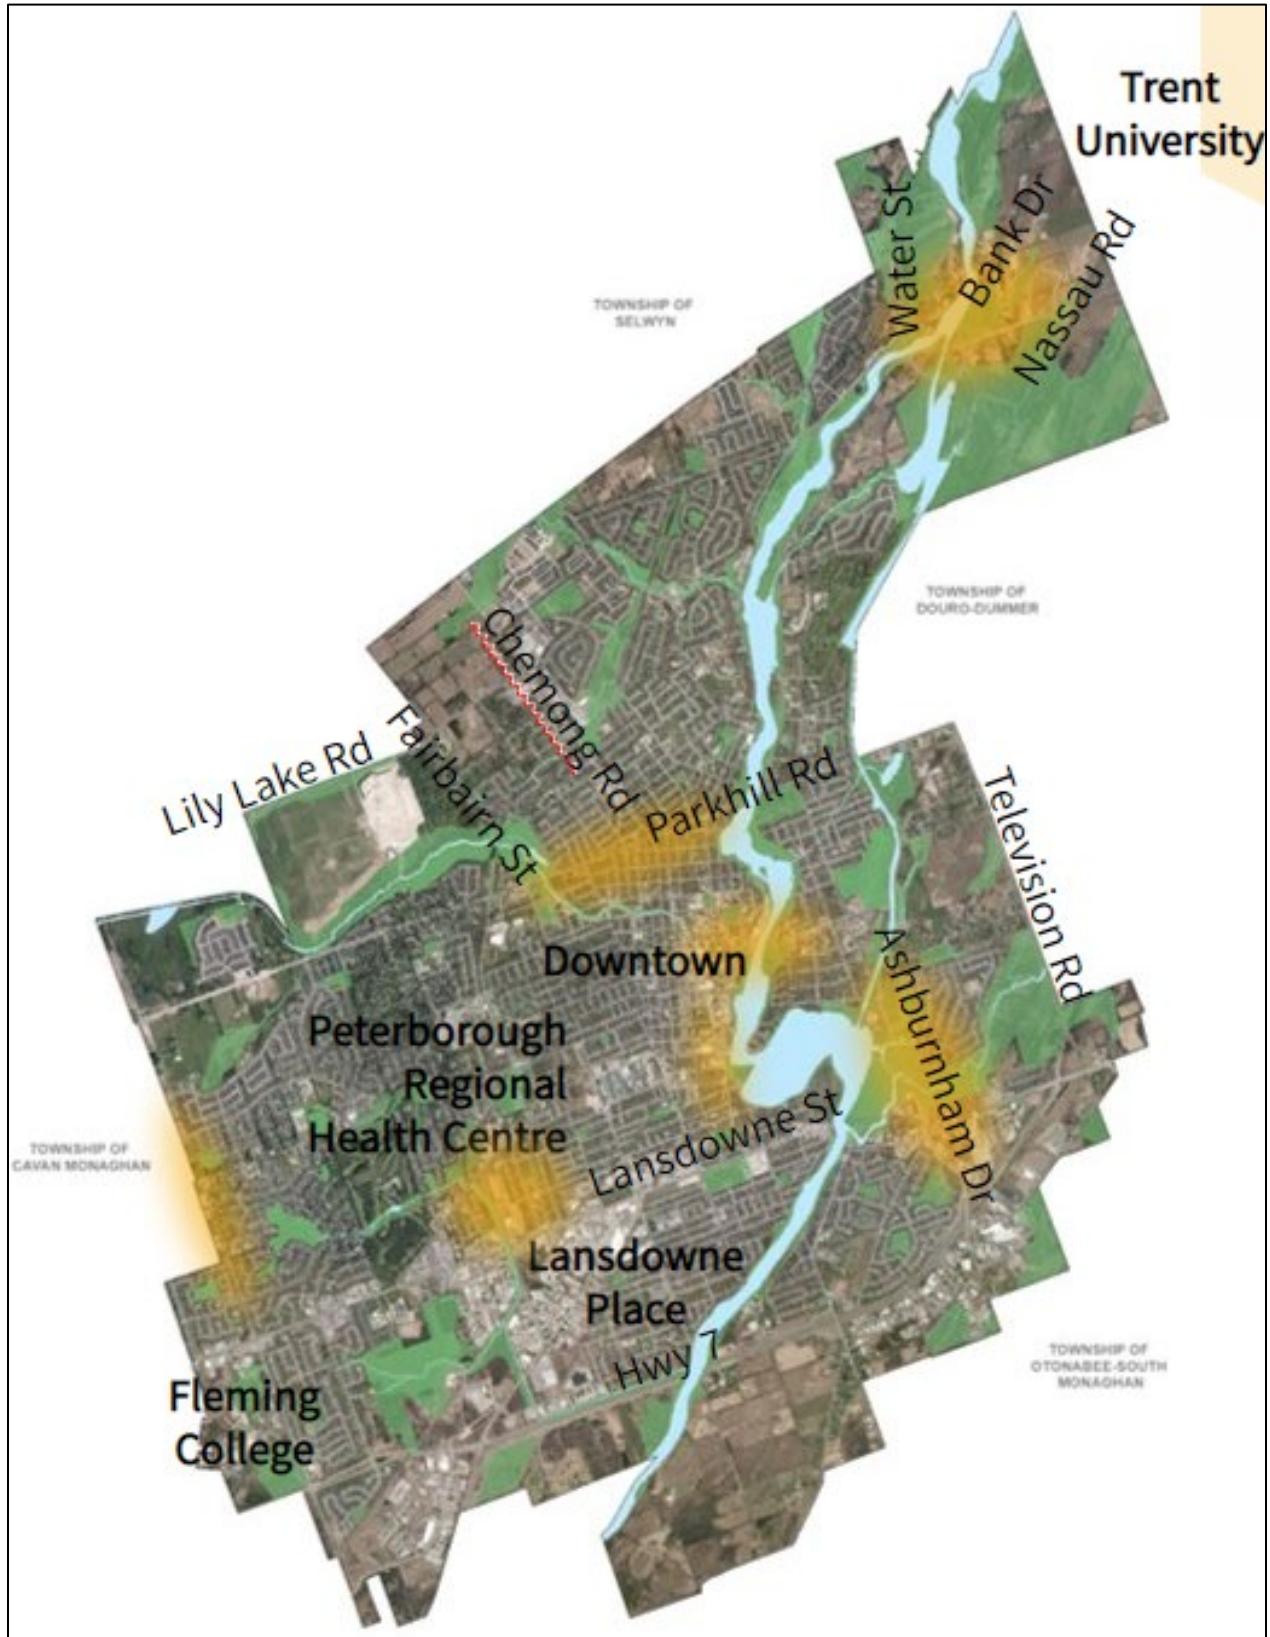 Trent
University
Water St
Bank Dr
Nassau Rd
TOWNSHIP OF
SELWYN
TOWNSHIP OF
DOURO-DUMMER
Chemong Rd
Fairbairn St
Lily Lake Rd
Parkhill Rd
Television Rd
Ashburnham Dr
Downtown
Peterborough
Regional
Health Centre
Lansdowne St
TOWNSHIP OF
CAVAN MONAGHAN
Lansdowne
Place
Hwy 7
TOWNSHIP OF
OTONABEE-SOUTH
MONAGHAN
Fleming
College